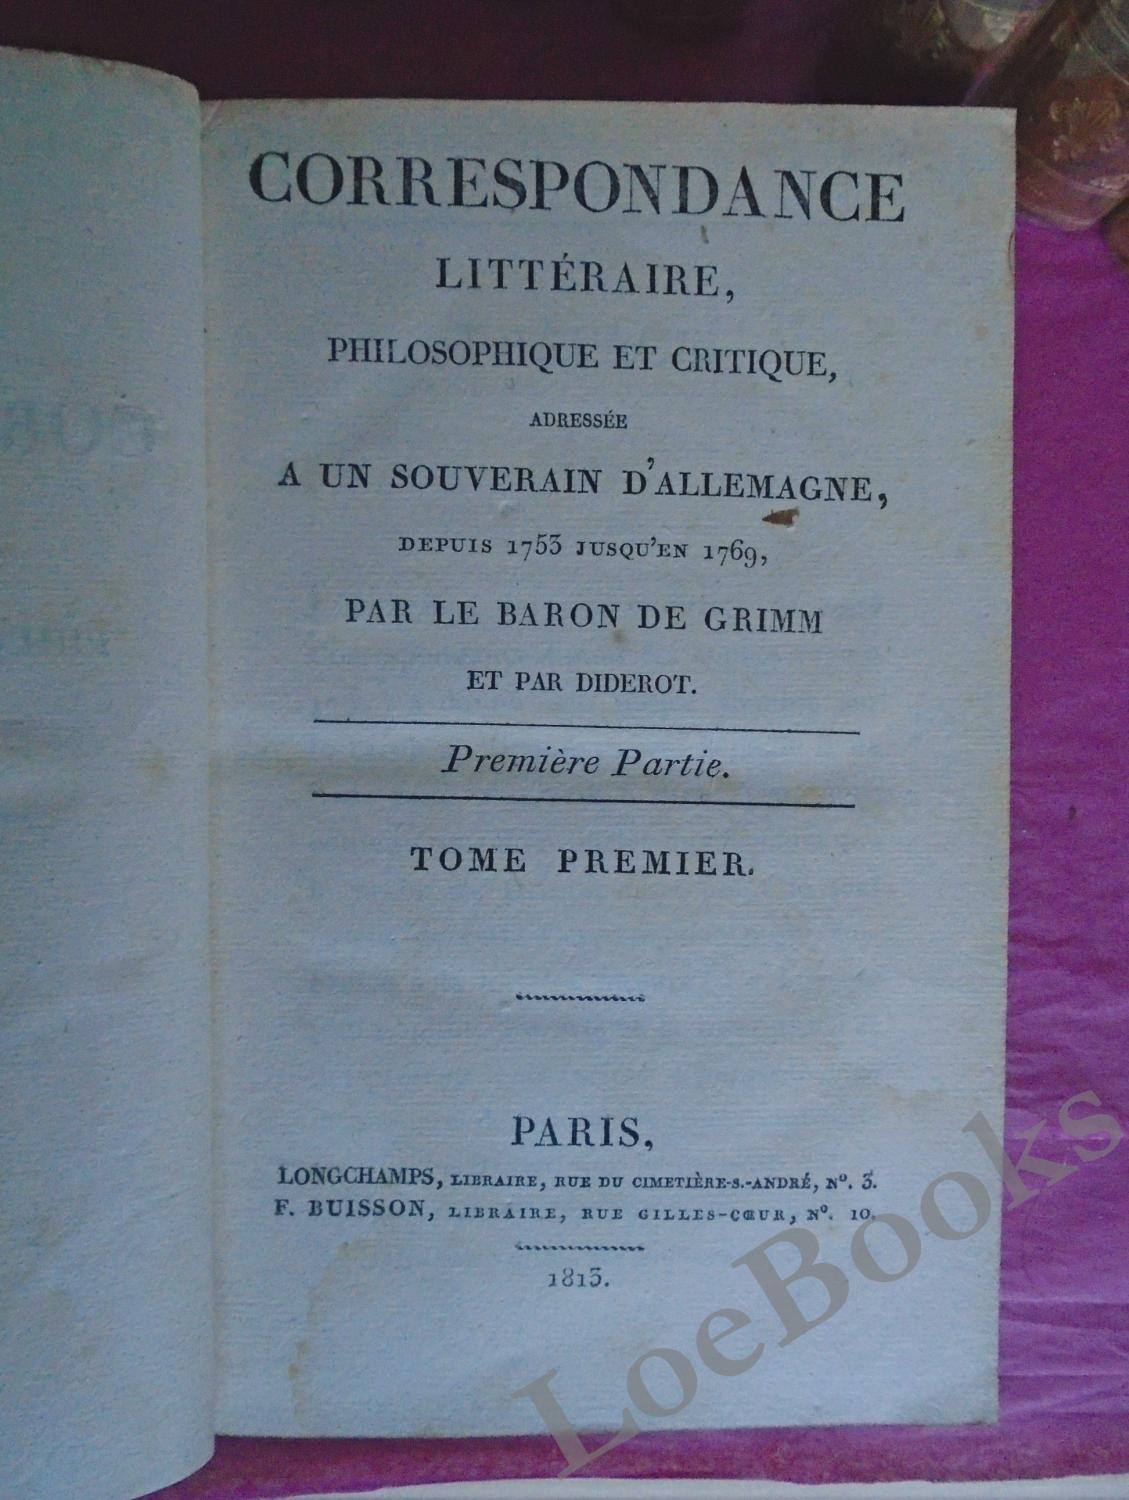 CORRESPONDANCE
LITTÉRAIRE,
PHILOSOPHIQUE ET CRITIQUE,
ADRESSÉE
A UN SOUVERAIN D'ALLEMAGNE,
DEPUIS 1753 JUSQU'EN 1769,
PAR LE BARON DE GRIMM
ET PAR DIDEROT.
Première Partie.
TOME PREMIER.
PARIS,
LONGCHAMPS, LIBRAIRE, RUE DU CIMETIÈRE-S.-ANDRÉ, N°. 3.
F. BUISSON, LIBRAIRE, RUE GILLES-CŒUR, N°. 10.
1813.
LoeBooks